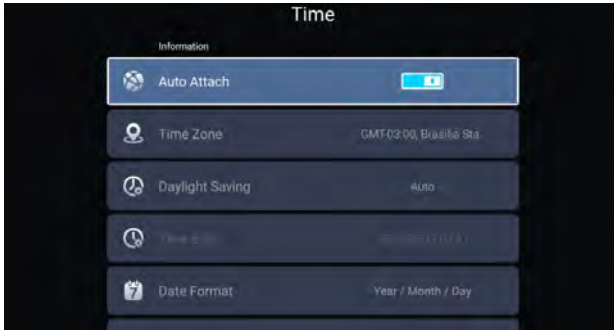 Time
Information
Auto Attach
Time Zone GMT-03:00, Brasilia Sta
Daylight Saving Auto
Date Format Year / Month / Day